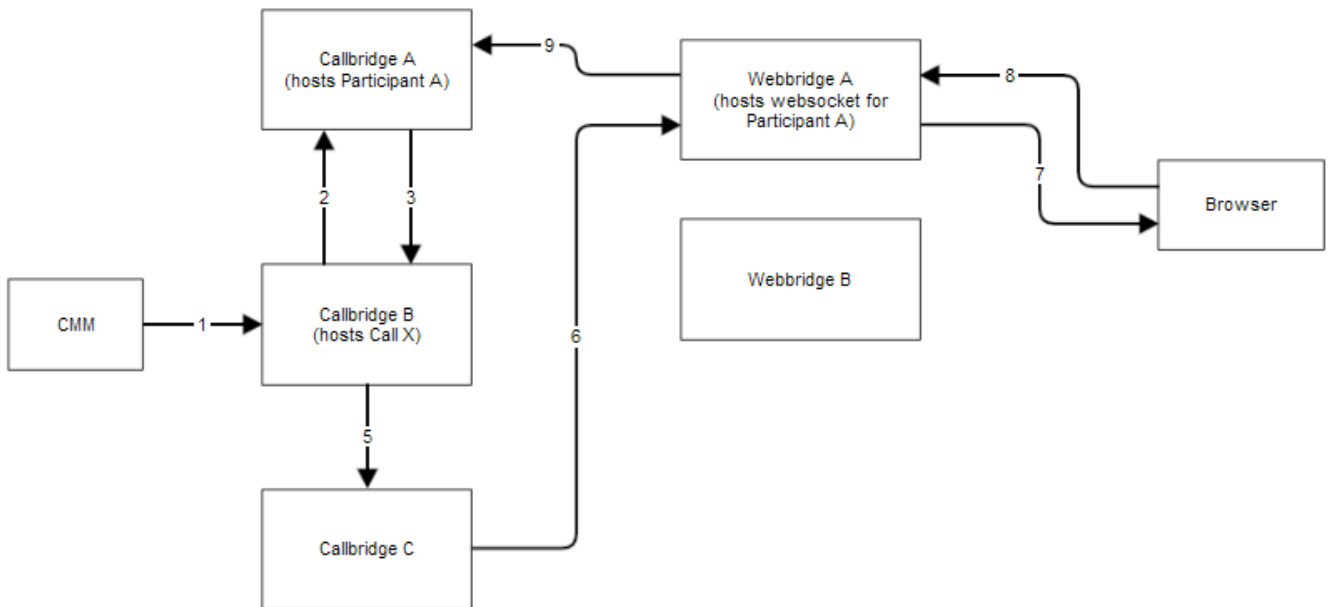 Callbridge A
(hosts Participant A)
9
Webbridge A
(hosts websocket for
Participant A)
8
7
Browser
2
3
Webbridge B
CMM
1
Callbridge B
(hosts Call X)
6
5
Callbridge C